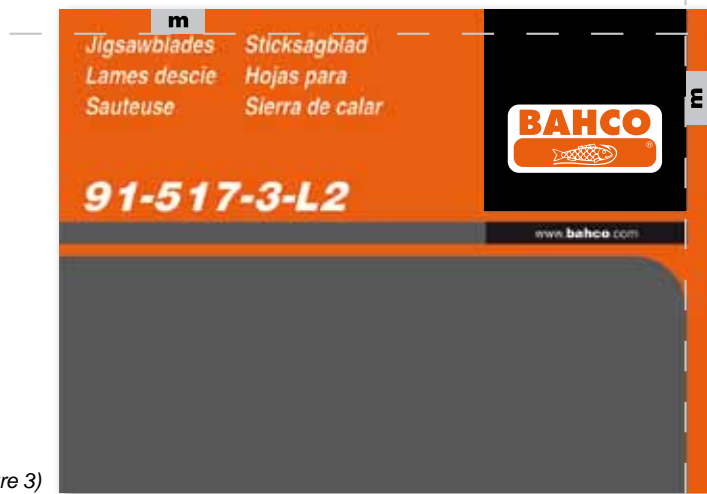 m
Jigsawblades Sticksågblad
Lames descie Hojas para
Sauteuse Sierra de calar
m
BAHCO
®
91-517-3-L2
www.bahco.com
re 3)